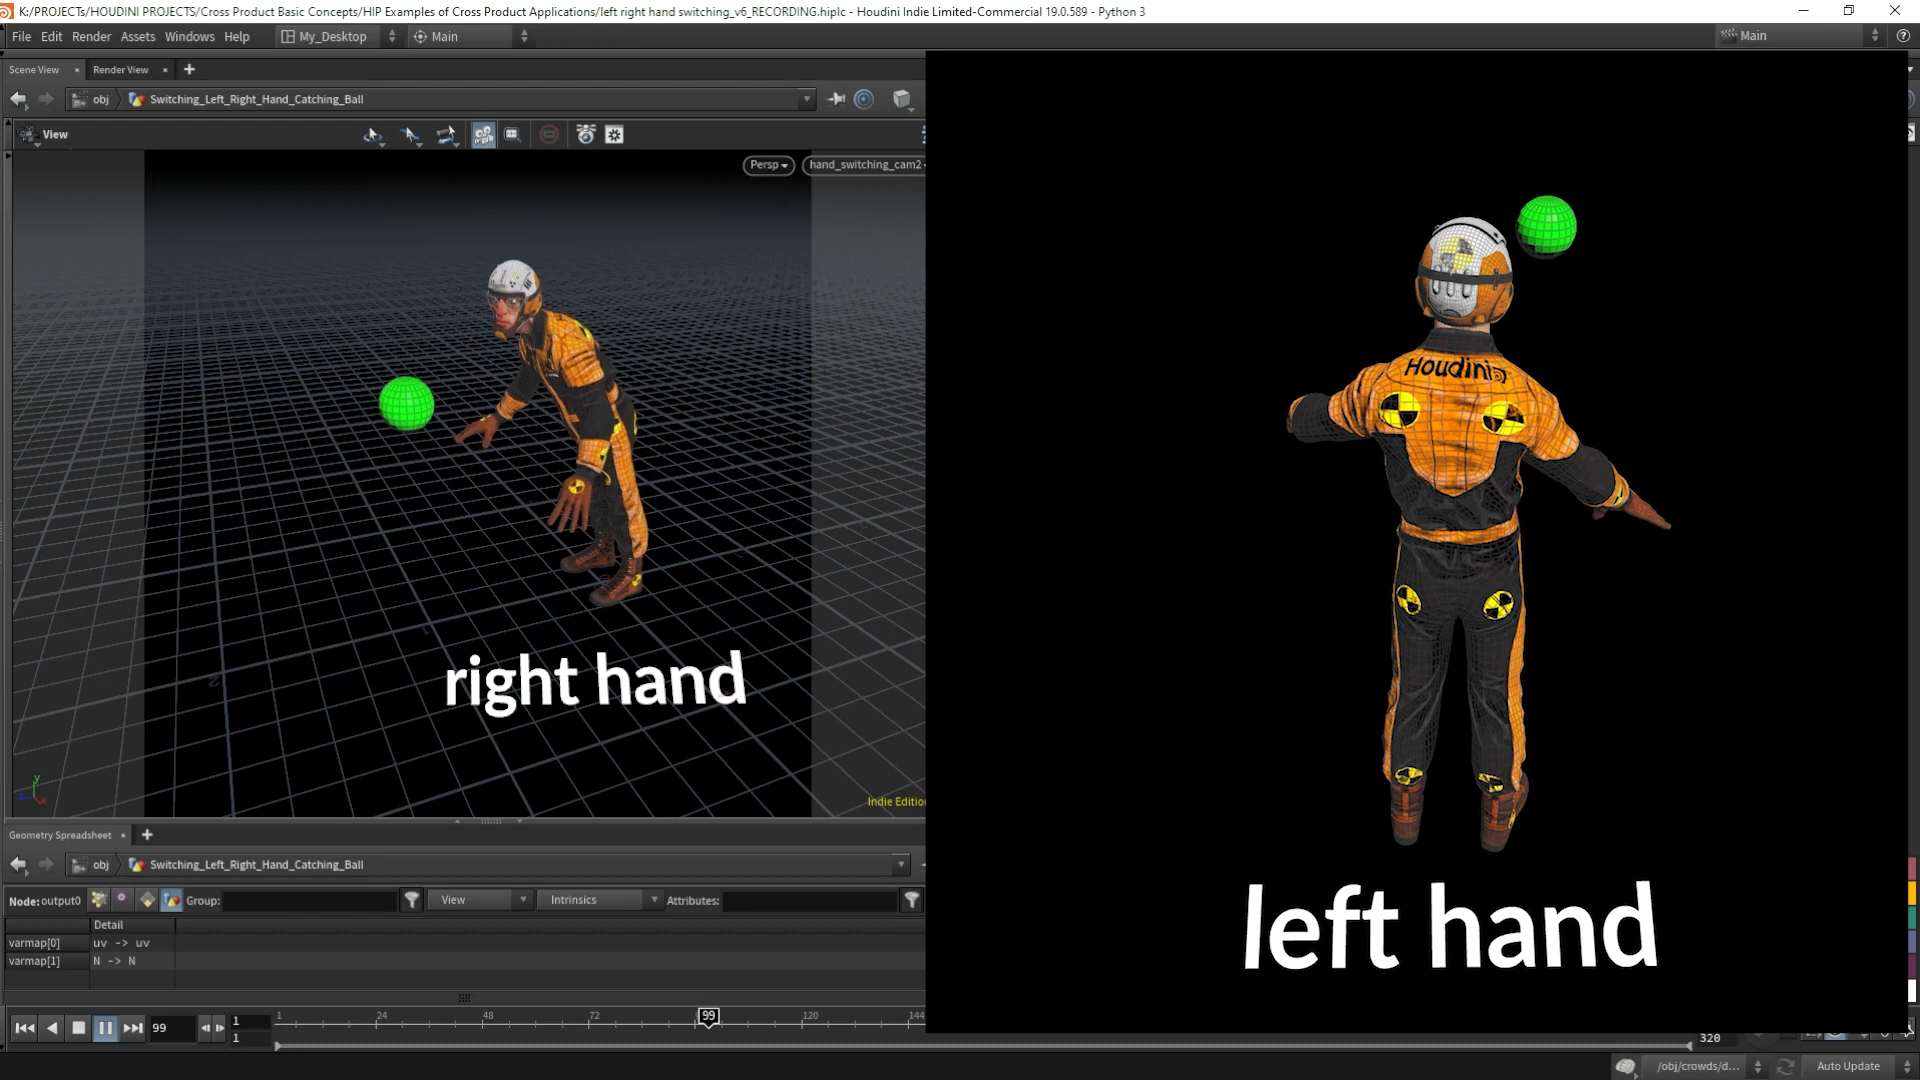 K:/PROJECTs/HOUDINI PROJECTS/Cross Product Basic Concepts/HIP Examples of Cross Product Applications/left right hand switching_v6_RECORDING.hiplc - Houdini Indie Limited-Commercial 19.0.589 - Python 3
File Edit Render Assets Windows Help My_Desktop Main Main
Scene View Render View
obj Switching_Left_Right_Hand_Catching_Ball
View
Persp hand_switching_cam2
Houdini
right hand
left hand
y
x
Indie Edition
Geometry Spreadsheet
obj Switching_Left_Right_Hand_Catching_Ball
Node: output0 Group: View Intrinsics Attributes:
Detail
varmap[0] uv -> uv
varmap[1] N -> N
99 1 1 24 48 72 99 120 144
1 320
/obj/crowds/d... Auto Update